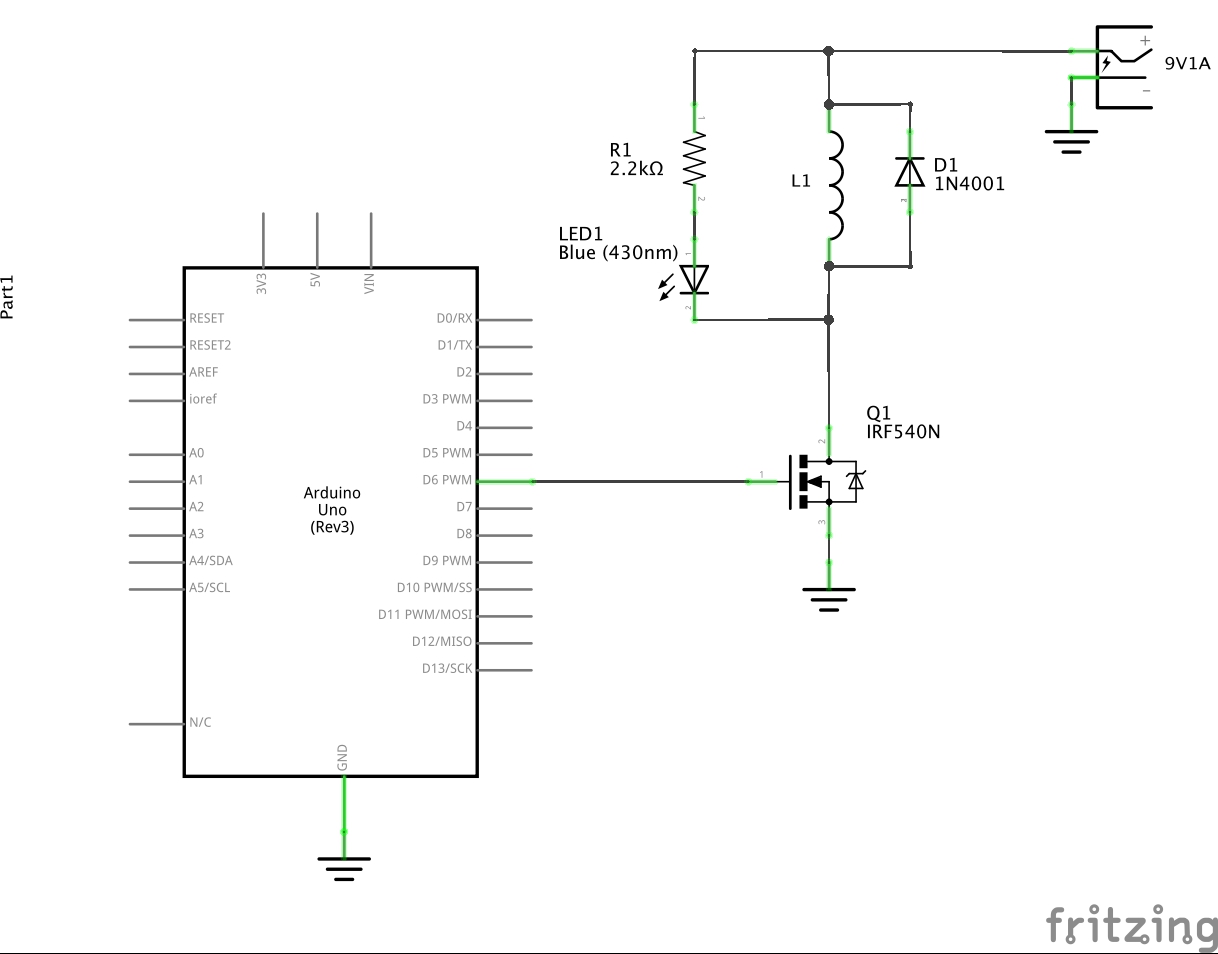 +
9V1A
−
1
R1
2.2kΩ
2
L1
D1
1N4001
LED1
Blue (430nm)
1
2
Part1
3V3
5V
VIN
RESET
RESET2
AREF
ioref
A0
A1
A2
A3
A4/SDA
A5/SCL
N/C
Arduino
Uno
(Rev3)
D0/RX
D1/TX
D2
D3 PWM
D4
D5 PWM
D6 PWM
D7
D8
D9 PWM
D10 PWM/SS
D11 PWM/MOSI
D12/MISO
D13/SCK
GND
Q1
IRF540N
2
1
3
fritzing